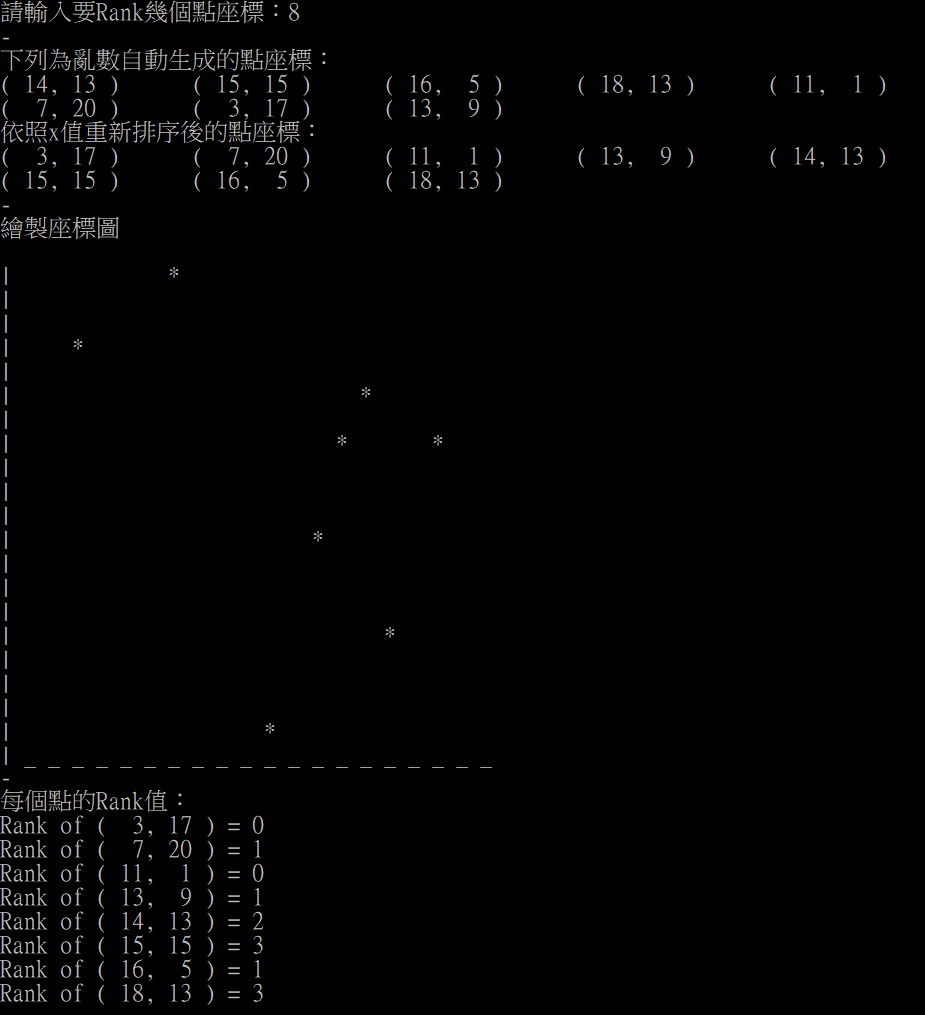 請輸入要Rank幾個點座標：8
-
下列為亂數自動生成的點座標：
( 14, 13 )      ( 15, 15 )      ( 16,  5 )      ( 18, 13 )      ( 11,  1 )
(  7, 20 )      (  3, 17 )      ( 13,  9 )
依照x值重新排序後的點座標：
(  3, 17 )      (  7, 20 )      ( 11,  1 )      ( 13,  9 )      ( 14, 13 )
( 15, 15 )      ( 16,  5 )      ( 18, 13 )
-
繪製座標圖

|             *
|
|
|     *
|
|                             *
|
|                           *       *
|
|
|
|                         *
|
|
|
|                               *
|
|
|
|                     *
| _ _ _ _ _ _ _ _ _ _ _ _ _ _ _ _ _ _ _ _
-
每個點的Rank值：
Rank of (  3, 17 ) = 0
Rank of (  7, 20 ) = 1
Rank of ( 11,  1 ) = 0
Rank of ( 13,  9 ) = 1
Rank of ( 14, 13 ) = 2
Rank of ( 15, 15 ) = 3
Rank of ( 16,  5 ) = 1
Rank of ( 18, 13 ) = 3